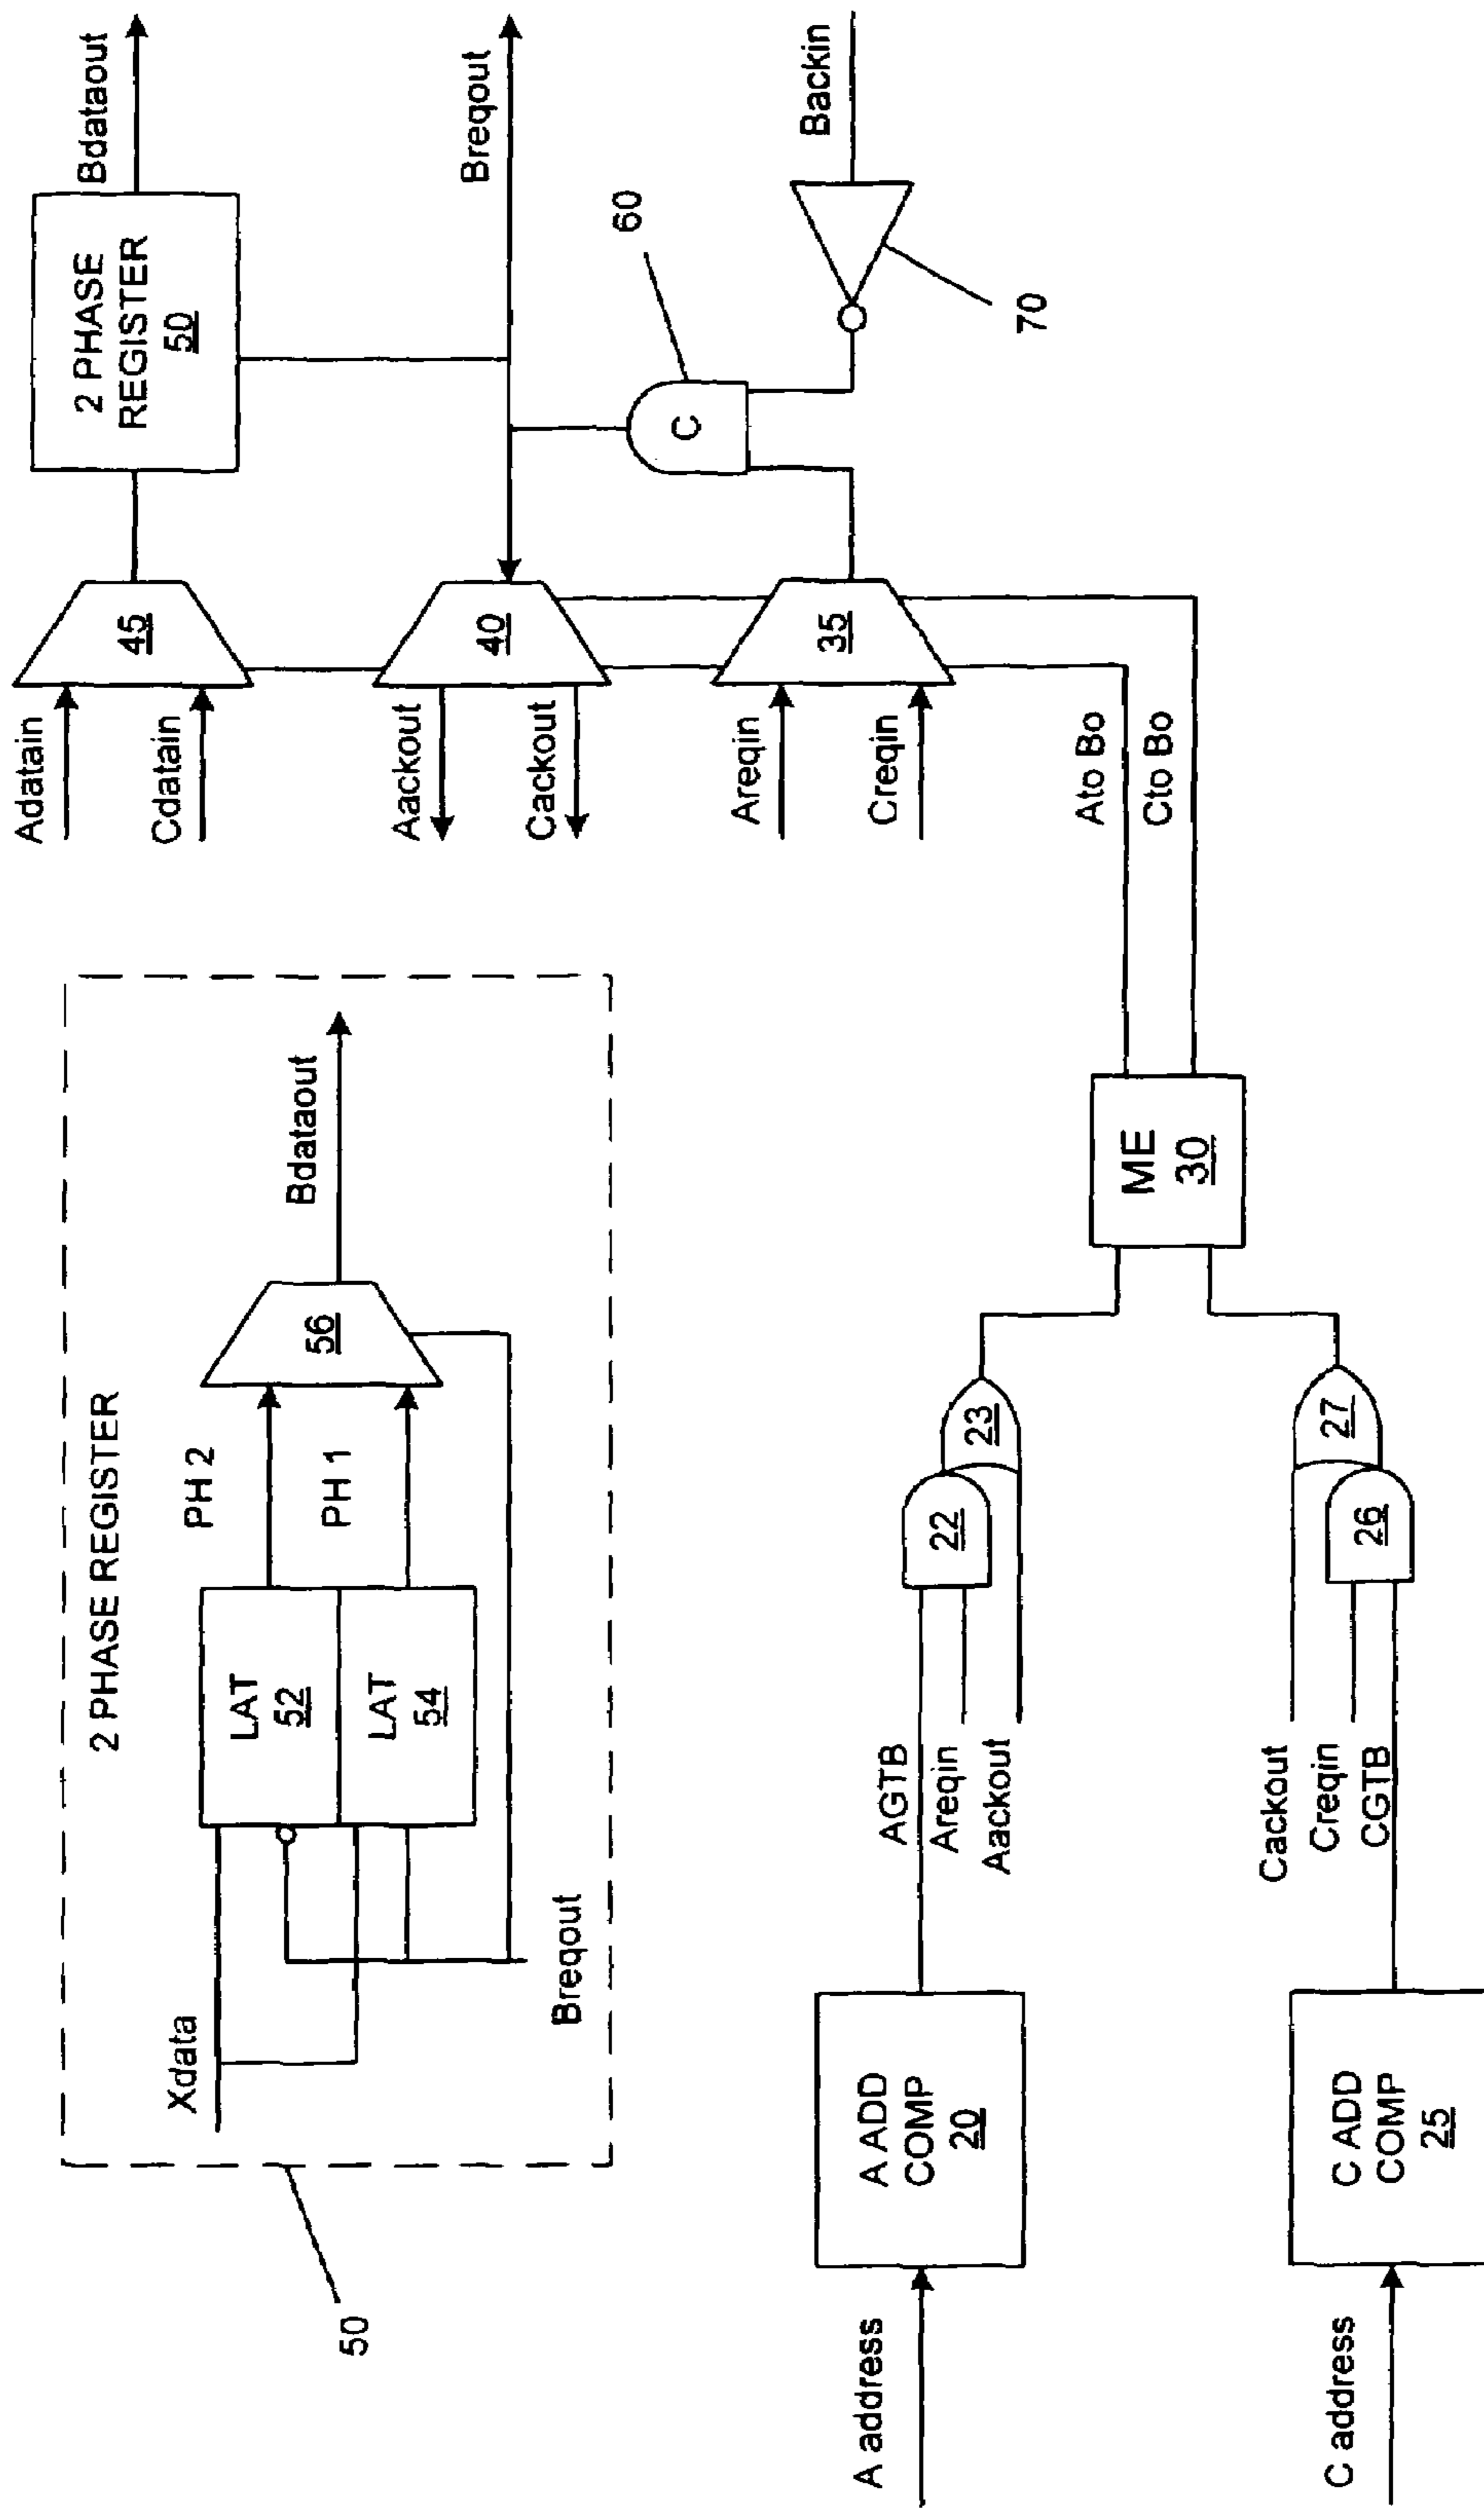 2 PHASE REGISTER
Xdata
LAT
52
LAT
54
PH 2
PH 1
56
Bdataout
Breqout
50
Adatain
Cdatain
45
2 PHASE
REGISTER
50
Bdataout
Aackout
Cackout
40
Breqout
Areqin
Creqin
35
C
60
70
Backin
Ato Bo
Cto Bo
A address
A ADD
COMP
20
AGTB
Areqin
Aackout
22
23
ME
30
C address
C ADD
COMP
25
Cackout
Creqin
CGTB
26
27